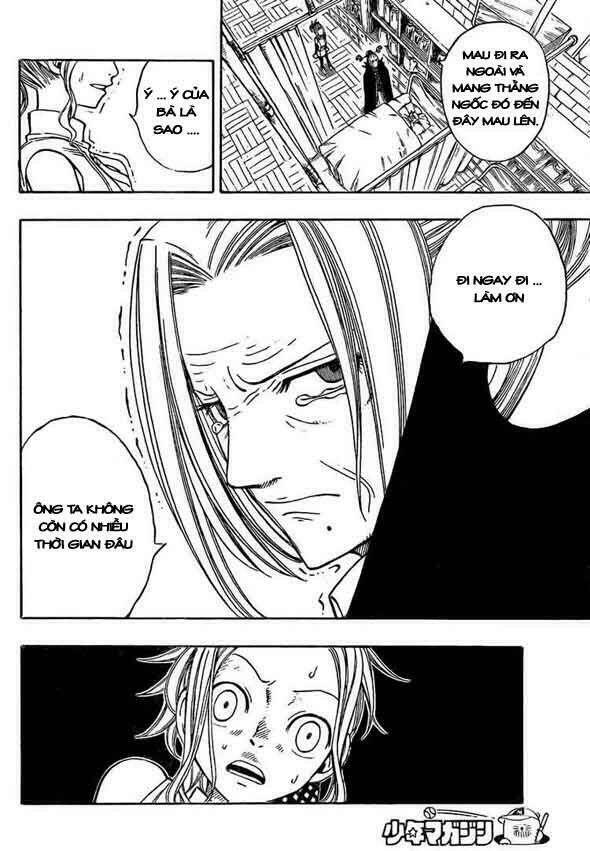 MAU ĐI RA
NGOÀI VÀ
MANG THẰNG
NGỐC ĐÓ ĐẾN
ĐÂY MAU LÊN.
Ý ... Ý CỦA
BÀ LÀ
SAO ....
ĐI NGAY ĐI ...
LÀM ƠN
ÔNG TA KHÔNG
CÒN CÓ NHIỀU
THỜI GIAN ĐÂU
少年マガジン